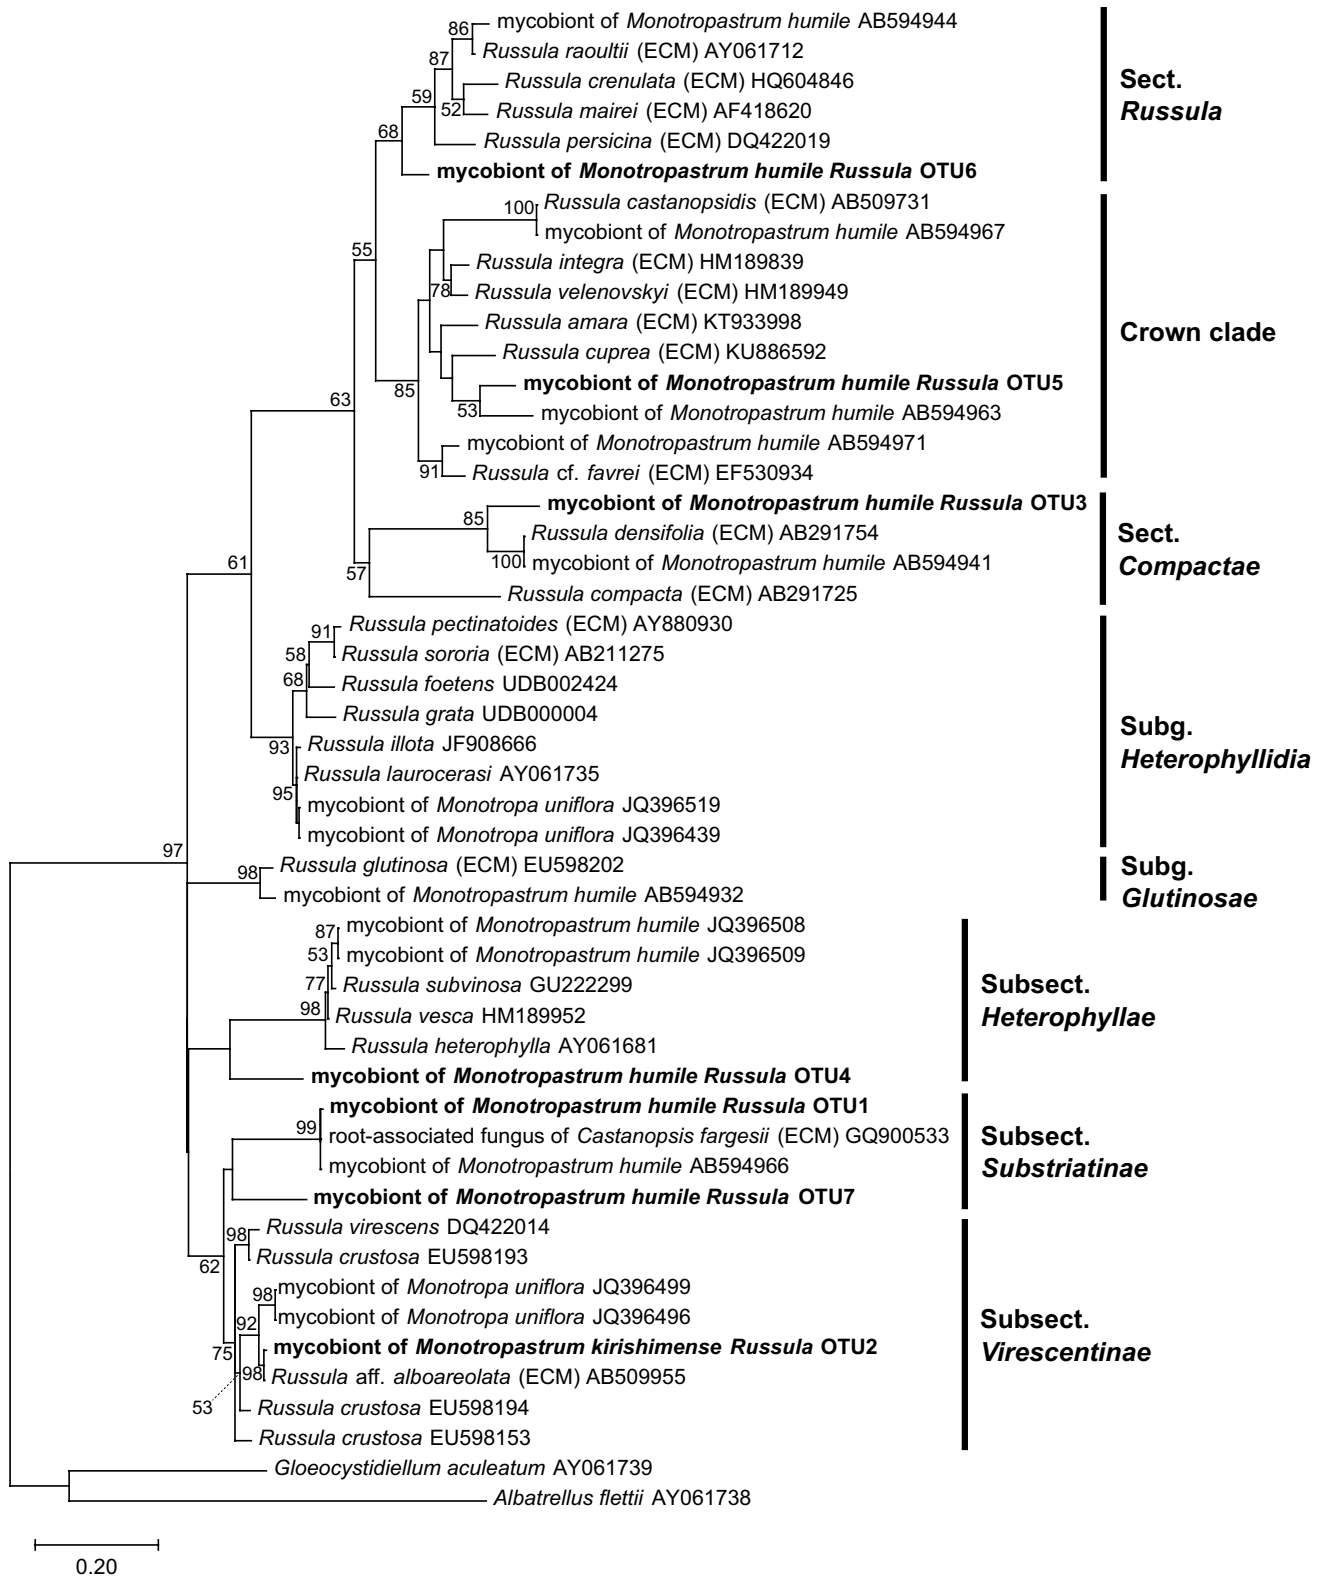 mycobiont of Monotropastrum humile AB594944
86
Russula raoultii (ECM) AY061712
87
Russula crenulata (ECM) HQ604846
59
52
Russula mairei (ECM) AF418620
68
Russula persicina (ECM) DQ422019
mycobiont of Monotropastrum humile Russula OTU6
Sect.
Russula
100
Russula castanopsidis (ECM) AB509731
mycobiont of Monotropastrum humile AB594967
55
Russula integra (ECM) HM189839
78
Russula velenovskyi (ECM) HM189949
Russula amara (ECM) KT933998
Russula cuprea (ECM) KU886592
85
mycobiont of Monotropastrum humile Russula OTU5
63
53
mycobiont of Monotropastrum humile AB594963
mycobiont of Monotropastrum humile AB594971
91
Russula cf. favrei (ECM) EF530934
Crown clade
mycobiont of Monotropastrum humile Russula OTU3
85
Russula densifolia (ECM) AB291754
100
mycobiont of Monotropastrum humile AB594941
61
57
Russula compacta (ECM) AB291725
Sect.
Compactae
91
Russula pectinatoides (ECM) AY880930
58
Russula sororia (ECM) AB211275
68
Russula foetens UDB002424
Russula grata UDB000004
93
Russula illota JF908666
Russula laurocerasi AY061735
95
mycobiont of Monotropa uniflora JQ396519
mycobiont of Monotropa uniflora JQ396439
Subg.
Heterophyllidia
97
98
Russula glutinosa (ECM) EU598202
mycobiont of Monotropastrum humile AB594932
Subg.
Glutinosae
87
mycobiont of Monotropastrum humile JQ396508
53
mycobiont of Monotropastrum humile JQ396509
77
Russula subvinosa GU222299
98
Russula vesca HM189952
Russula heterophylla AY061681
mycobiont of Monotropastrum humile Russula OTU4
Subsect.
Heterophyllae
mycobiont of Monotropastrum humile Russula OTU1
99
root-associated fungus of Castanopsis fargesii (ECM) GQ900533
mycobiont of Monotropastrum humile AB594966
mycobiont of Monotropastrum humile Russula OTU7
Subsect.
Substriatinae
98
Russula virescens DQ422014
Russula crustosa EU598193
62
98
mycobiont of Monotropa uniflora JQ396499
mycobiont of Monotropa uniflora JQ396496
92
75
mycobiont of Monotropastrum kirishimense Russula OTU2
98
Russula aff. alboareolata (ECM) AB509955
53
Russula crustosa EU598194
Russula crustosa EU598153
Subsect.
Virescentinae
Gloeocystidiellum aculeatum AY061739
Albatrellus flettii AY061738
0.20